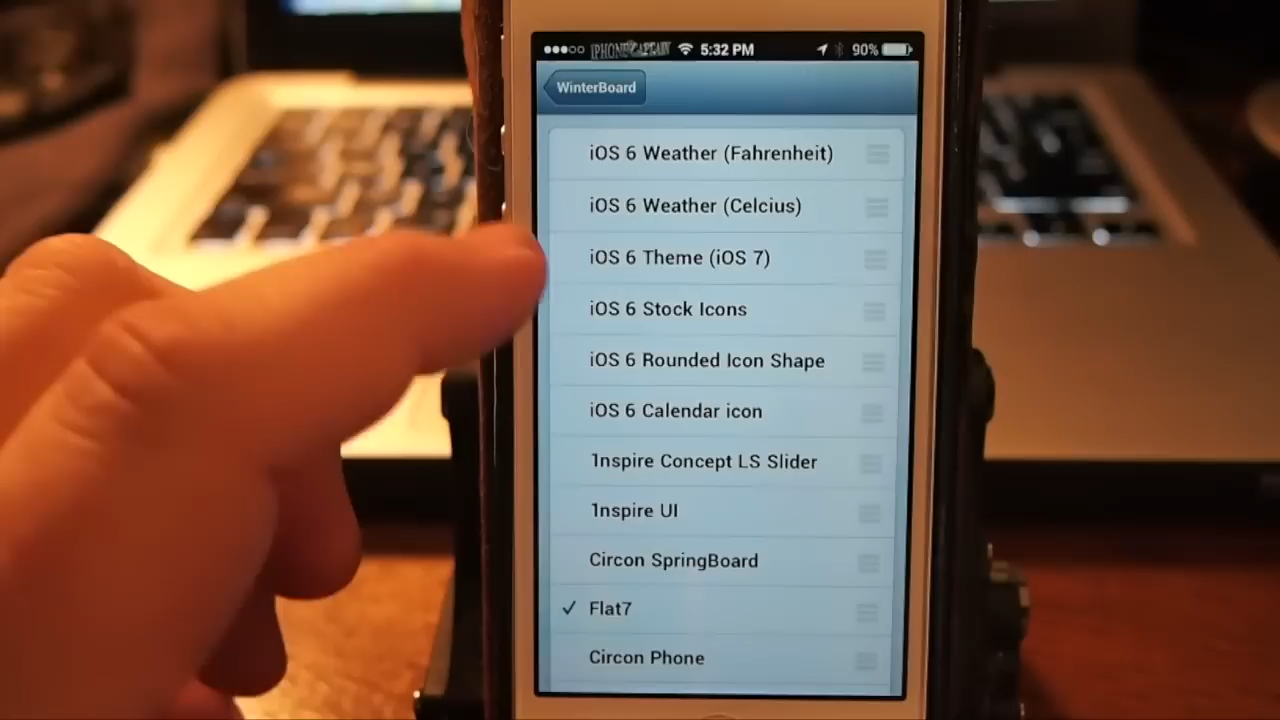 IPHONECAPTAIN 5:32 PM 90%
WinterBoard
iOS 6 Weather (Fahrenheit)
iOS 6 Weather (Celcius)
iOS 6 Theme (iOS 7)
iOS 6 Stock Icons
iOS 6 Rounded Icon Shape
iOS 6 Calendar icon
1nspire Concept LS Slider
1nspire UI
Circon SpringBoard
Flat7
Circon Phone